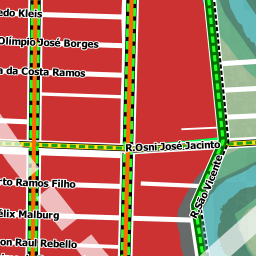 edo Kleis
Olímpio José Borges
a da Costa Ramos
R.Osni José Jacinto
rto Ramos Filho
R.São Vicente
élix Malburg
on Raul Rebello